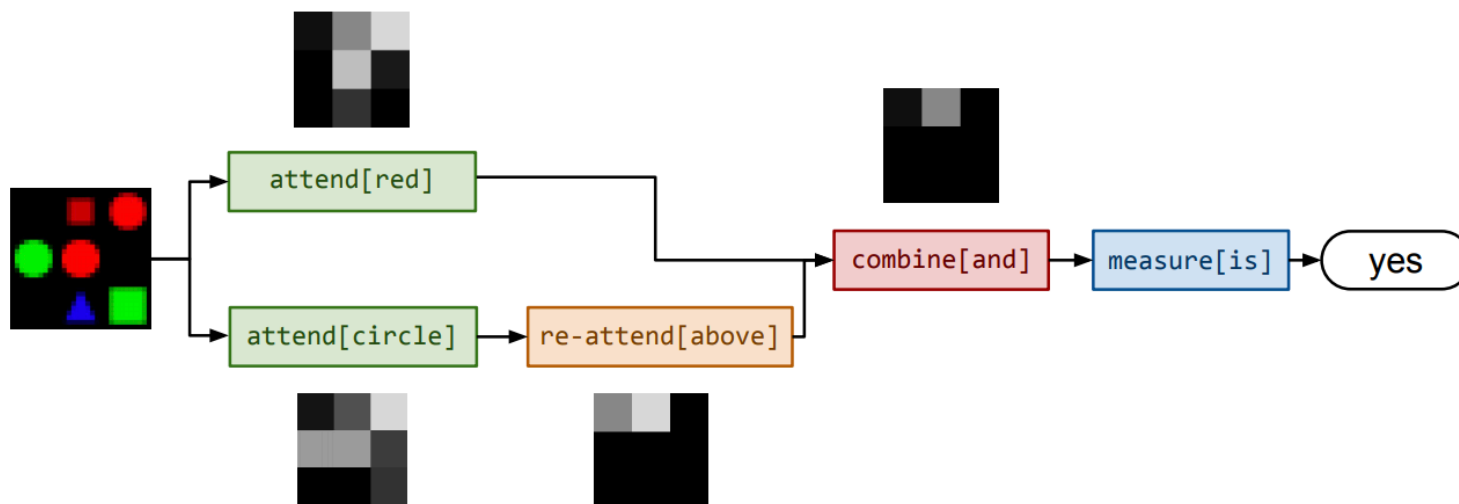 attend[red]
combine[and]
measure[is]
yes
attend[circle]
re-attend[above]